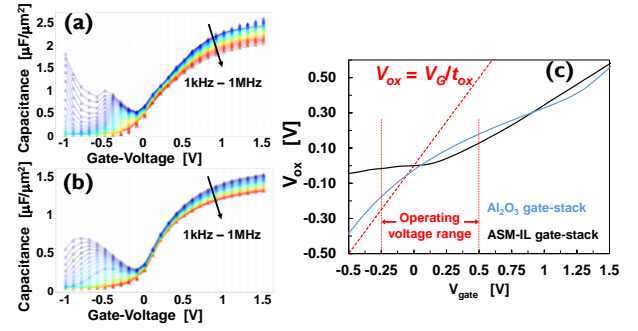 (a)
Capacitance [μF/μm²]
2.5
2
1.5
1
0.5
0
1kHz – 1MHz
-1 -0.5 0 0.5 1 1.5
Gate-Voltage [V]
(b)
Capacitance [μF/μm²]
2
1.5
1
0.5
0
1kHz – 1MHz
-1 -0.5 0 0.5 1 1.5
Gate-Voltage [V]
(c)
V_ox = V_G/t_ox
V_OX [V]
0.50
0.30
0.10
-0.10
-0.30
-0.50
Al₂O₃ gate-stack
Operating
voltage range
ASM-IL gate-stack
-0.5 -0.25 0 0.25 0.5 0.75 1 1.25 1.5
V_gate [V]